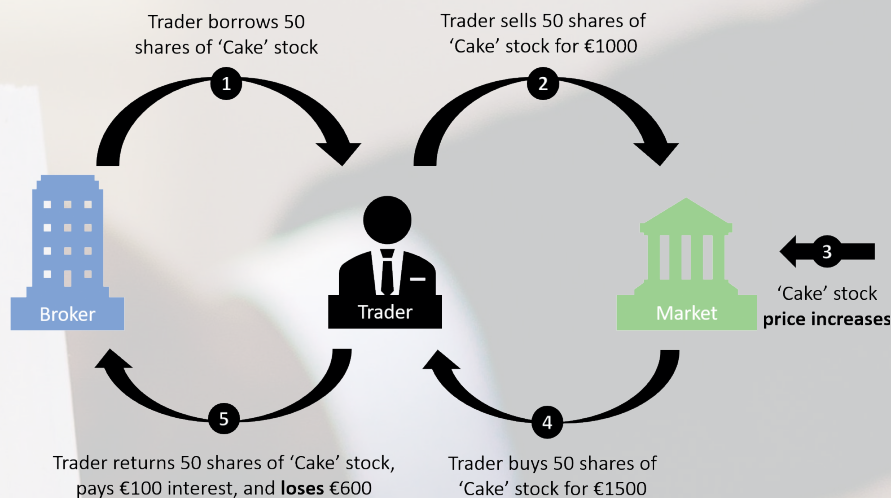 Trader borrows 50
shares of ‘Cake’ stock
Trader sells 50 shares of
‘Cake’ stock for €1000
1
2
Broker
Trader
Market
3
‘Cake’ stock
price increases
5
4
Trader returns 50 shares of ‘Cake’ stock,
pays €100 interest, and loses €600
Trader buys 50 shares of
‘Cake’ stock for €1500